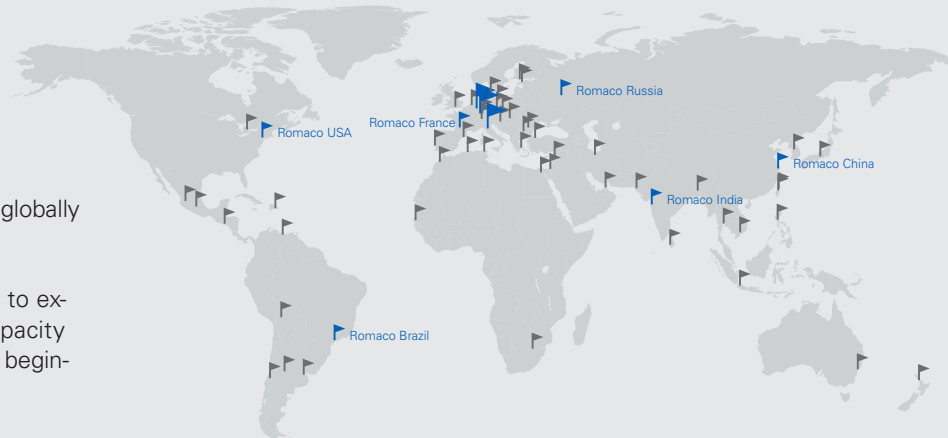 globally
to ex-
pacity
begin-
Romaco Russia
Romaco France
Romaco USA
Romaco China
Romaco India
Romaco Brazil